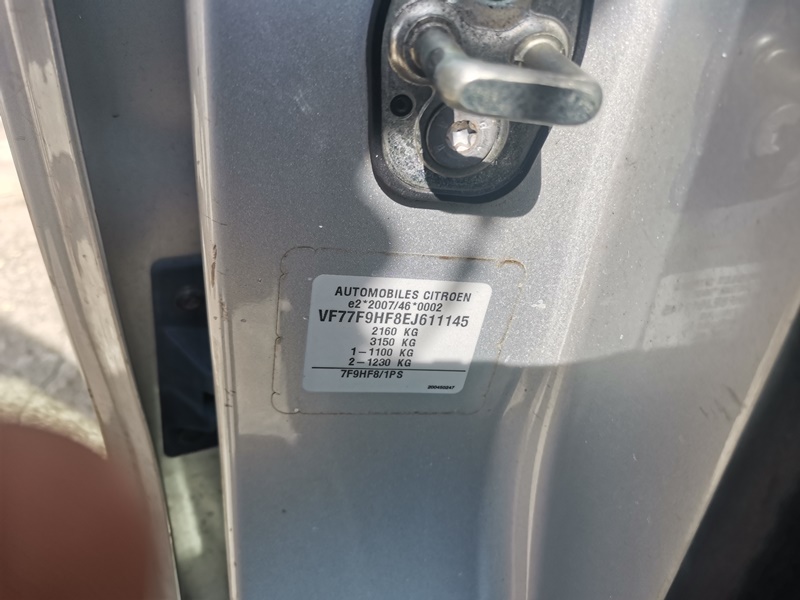 AUTOMOBILES CITROEN
e2*2007/46*0002
VF77F9HF8EJ611145
2160 KG
3150 KG
1-1100 KG
2-1230 KG
7F9HF8/1PS